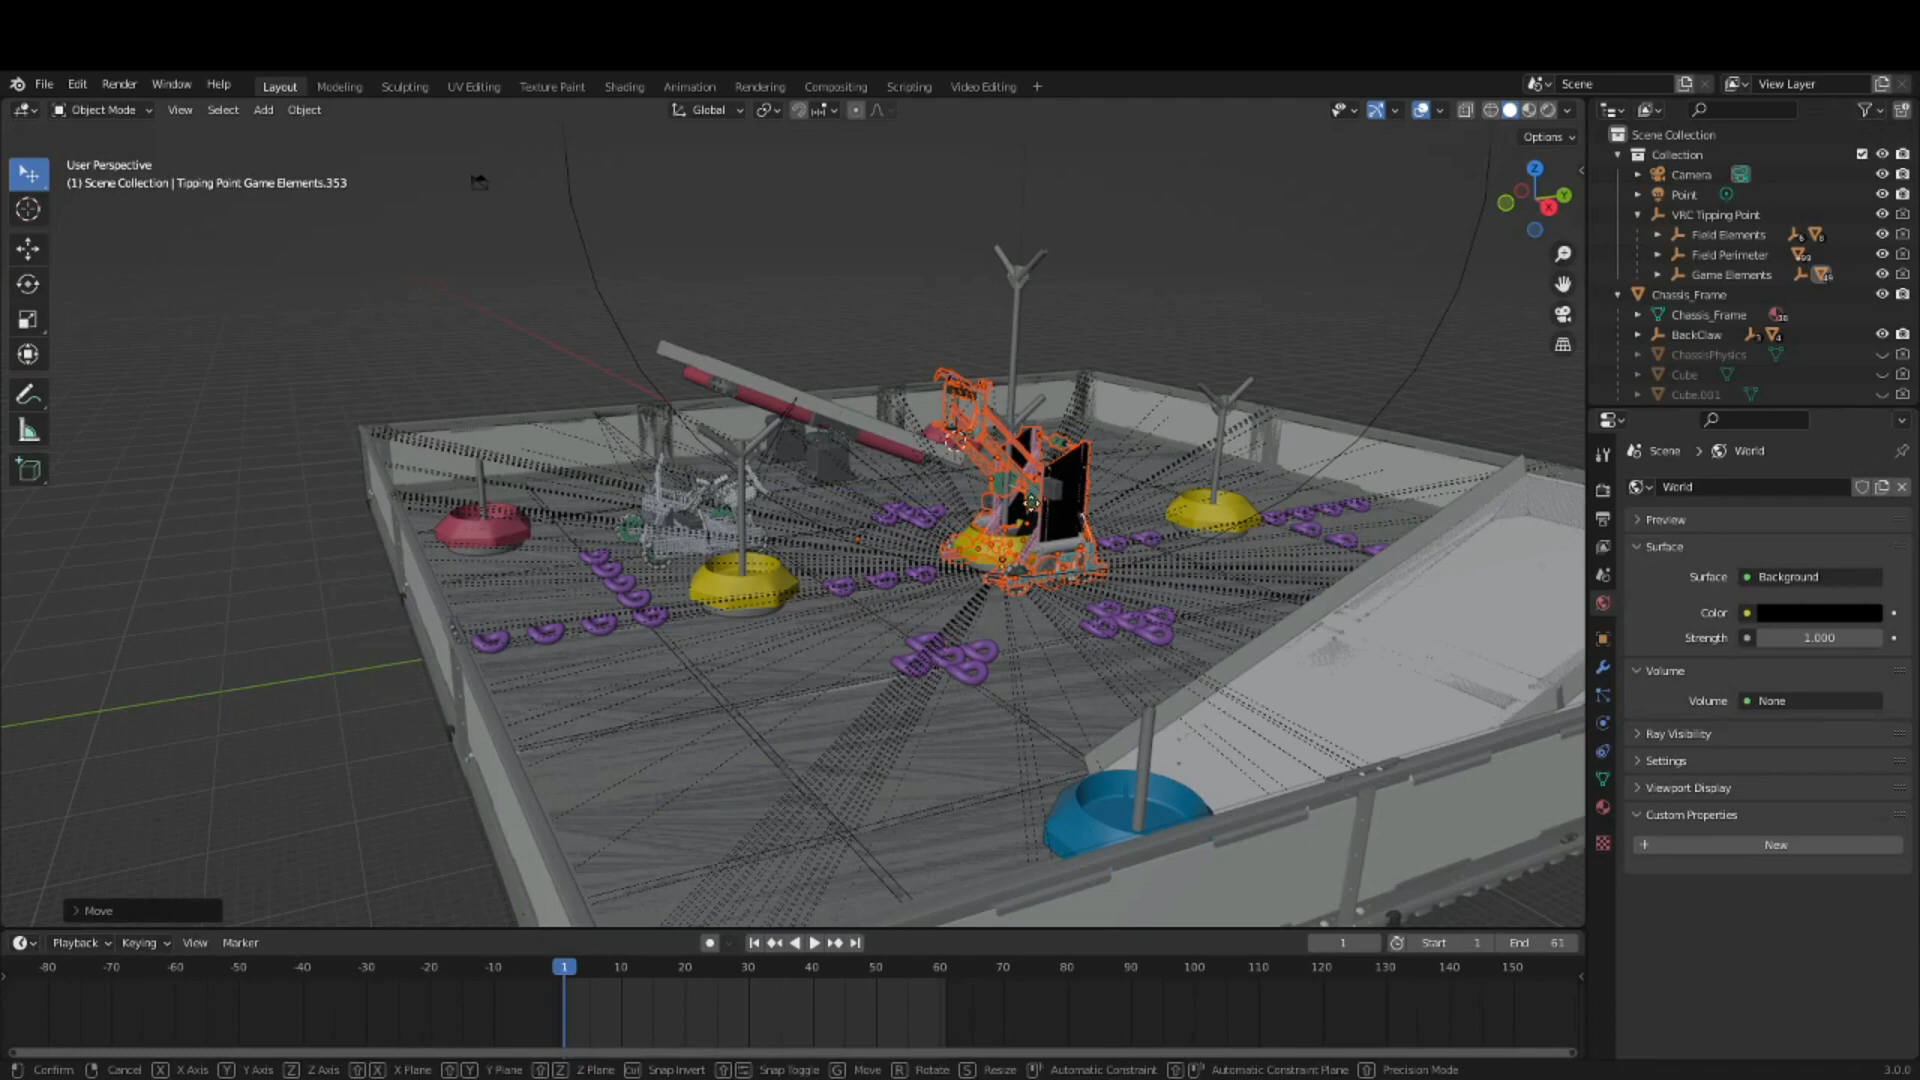 File Edit Render Window Help Layout Modeling Sculpting UV Editing Texture Paint Shading Animation Rendering Compositing Scripting Video Editing + Scene View Layer
Object Mode View Select Add Object Global
Options
User Perspective
(1) Scene Collection | Tipping Point Game Elements.353
Z
Y
X
Scene Collection
Collection
Camera
Point
VRC Tipping Point
Field Elements
Field Perimeter
Game Elements
Chassis_Frame
Chassis_Frame
BackClaw
ChassisPhysics
Cube
Cube.001
Scene > World
World
Preview
Surface
Surface Background
Color
Strength 1.000
Volume
Volume None
Ray Visibility
Settings
Viewport Display
Custom Properties
+ New
> Move
Playback Keying View Marker 1 Start 1 End 61
-80 -70 -60 -50 -40 -30 -20 -10 1 10 20 30 40 50 60 70 80 90 100 110 120 130 140 150
Confirm Cancel X X Axis Y Y Axis Z Z Axis X X Plane Y Y Plane Z Z Plane Ctrl Snap Invert Snap Toggle G Move R Rotate S Resize Automatic Constraint Automatic Constraint Plane Precision Mode 3.0.0